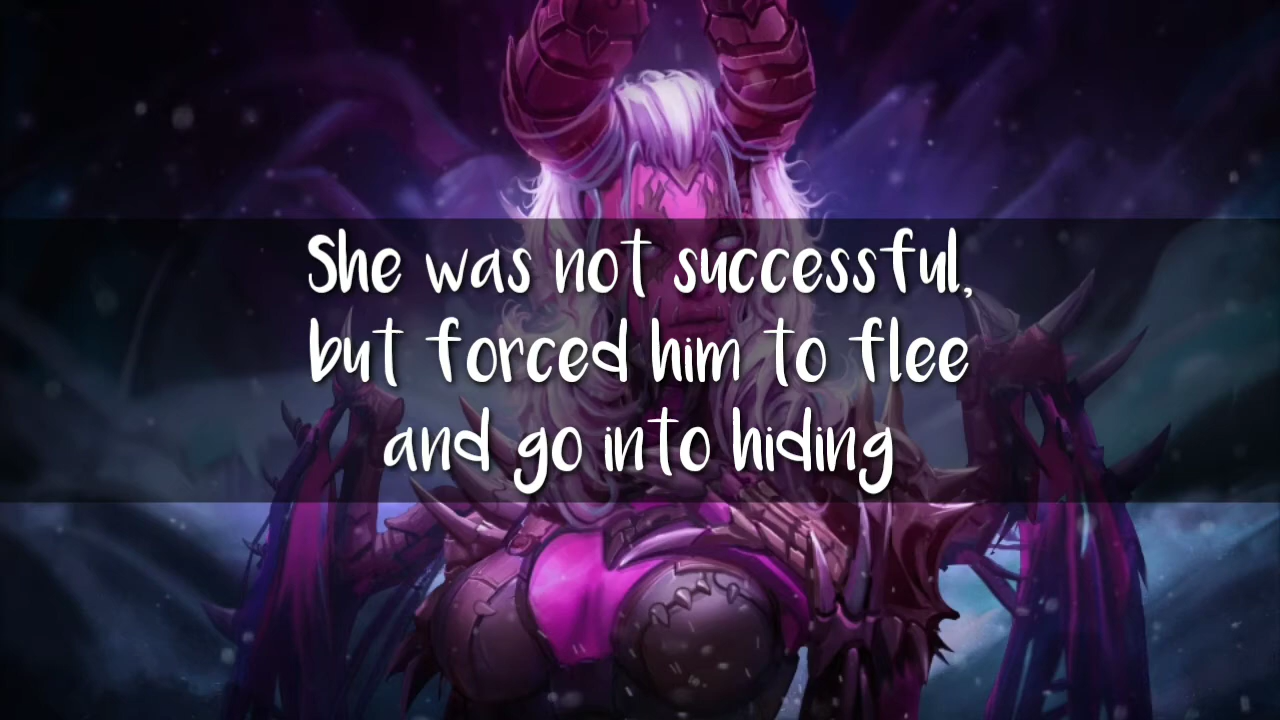 She was not successful,
but forced him to flee
and go into hiding